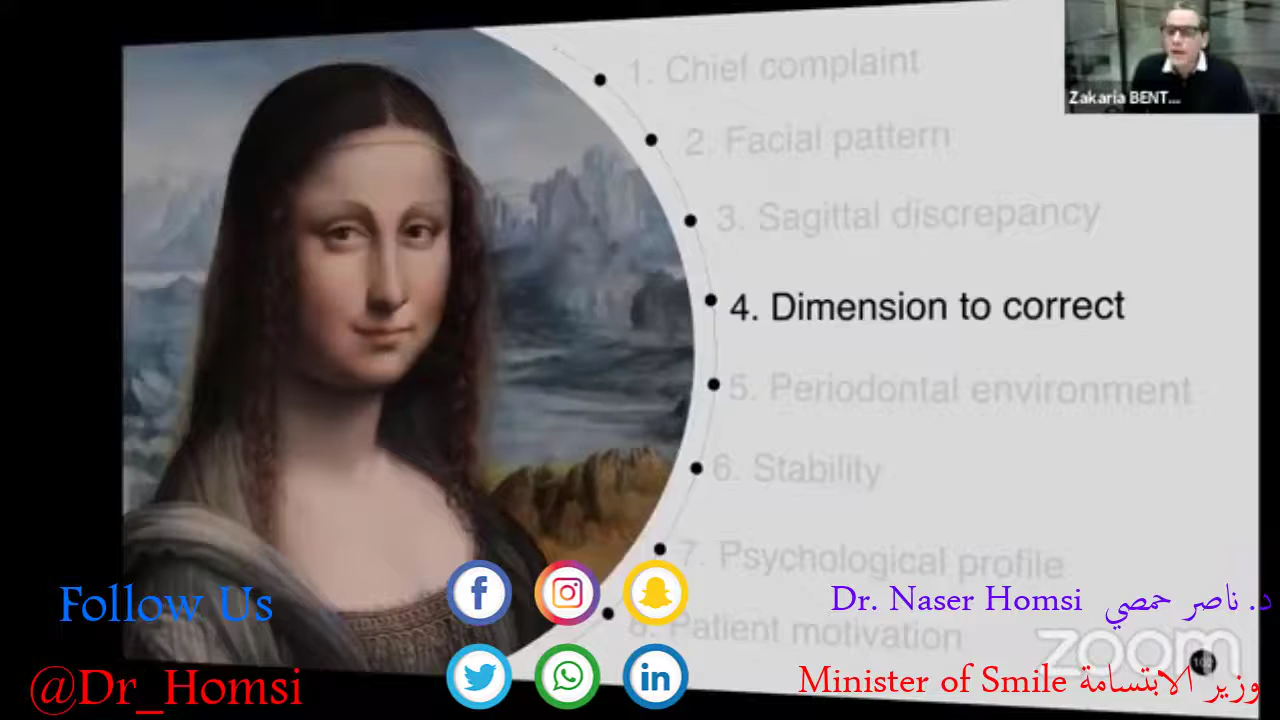 1. Chief complaint
Zakaria BENT...
2. Facial pattern
3. Sagittal discrepancy
4. Dimension to correct
5. Periodontal environment
6. Stability
7. Psychological profile
8. Patient motivation
Follow Us
Dr. Naser Homsi د. ناصر حمصي
zoom
@Dr_Homsi
Minister of Smile وزير الابتسامة